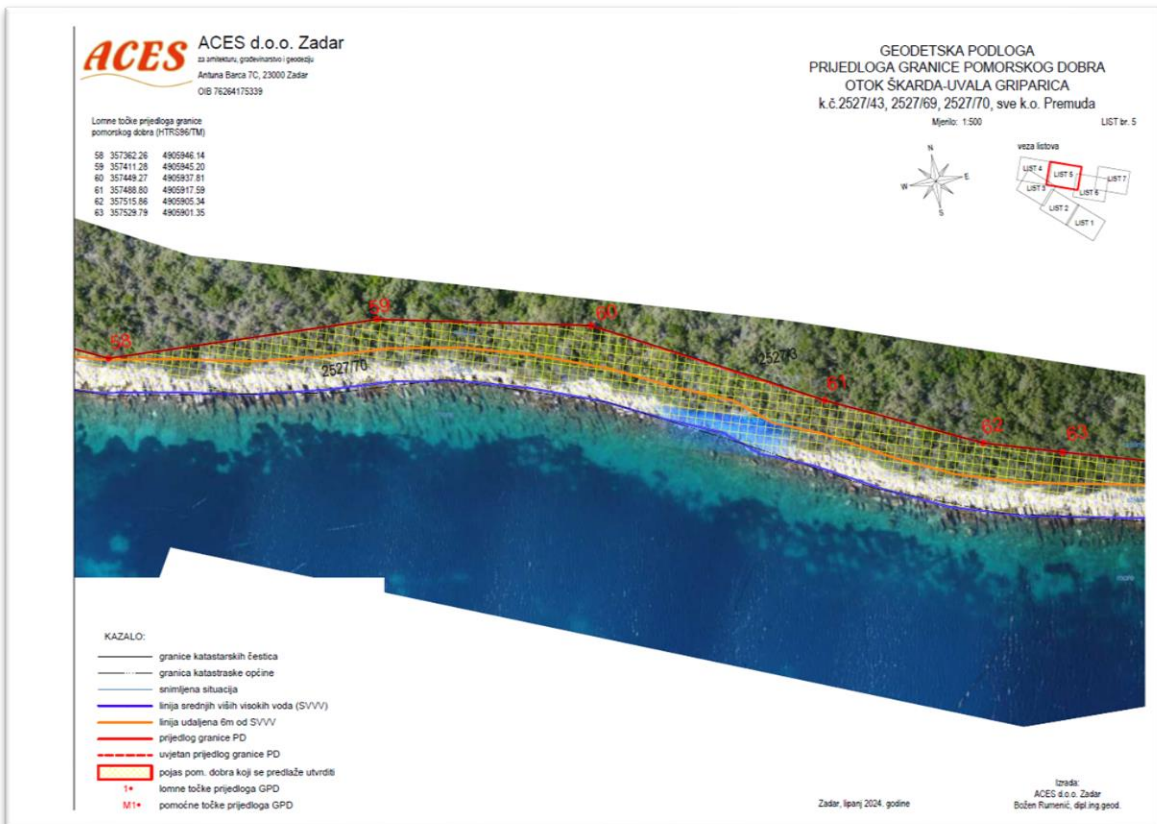 ACES
ACES d.o.o. Zadar
za arhitekturu, građevinarstvo i geodeziju
Antuna Barca 7C, 23000 Zadar
OIB 76264175339
GEODETSKA PODLOGA
PRIJEDLOGA GRANICE POMORSKOG DOBRA
OTOK ŠKARDA-UVALA GRIPARICA
k.č.2527/43, 2527/69, 2527/70, sve k.o. Premuda
Mjerilo: 1:500
LIST br. 5
Lomne točke prijedloga granice
pomorskog dobra (HTRS96/TM)
58 357362.26 4905946.14
59 357411.28 4905945.20
60 357449.27 4905937.81
61 357488.80 4905917.59
62 357515.86 4905905.34
63 357529.79 4905901.35
N
W
E
S
veza listova
LIST 4
LIST 5
LIST 7
LIST 3
LIST 6
LIST 2
LIST 1
58
59
60
61
62
63
2527/70
2527/3
more
KAZALO:
granice katastarskih čestica
granica katastraske općine
snimljena situacija
linija srednjih viših visokih voda (SVVV)
linija udaljena 6m od SVVV
prijedlog granice PD
uvjetan prijedlog granice PD
pojas pom. dobra koji se predlaže utvrditi
1• lomne točke prijedloga GPD
M1• pomoćne točke prijedloga GPD
Zadar, lipanj 2024. godine
Izrada:
ACES d.o.o. Zadar
Božen Rumenić, dipl.ing.geod.